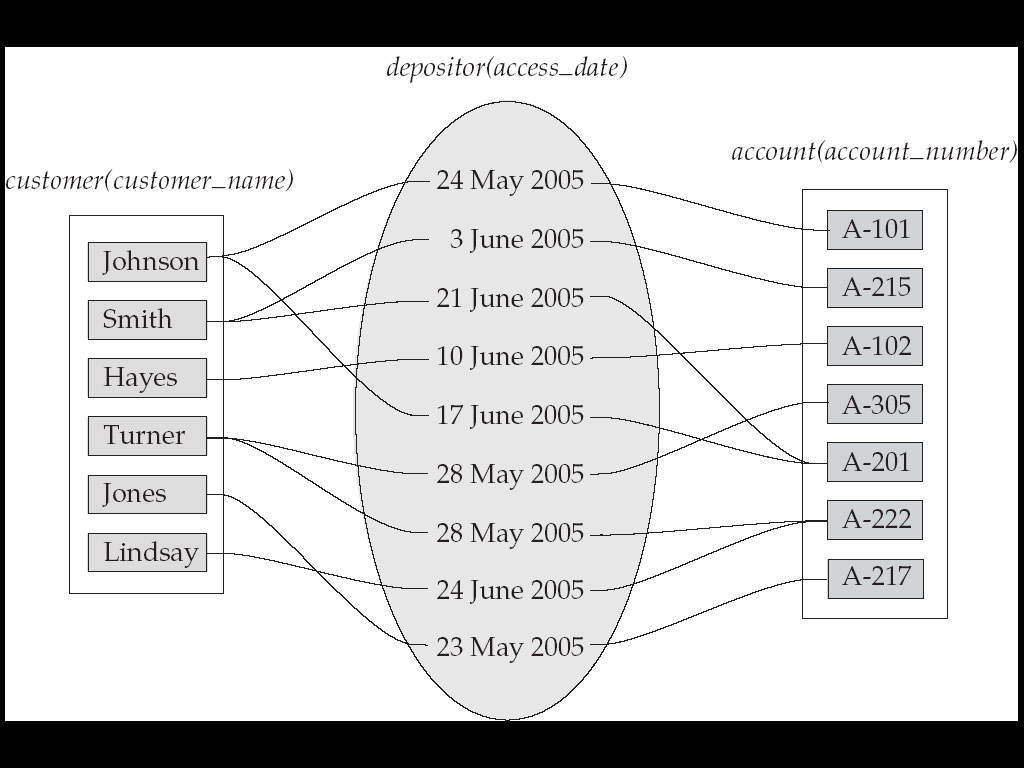 depositor(access_date)
customer(customer_name)
account(account_number)
Johnson
Smith
Hayes
Turner
Jones
Lindsay
24 May 2005
3 June 2005
21 June 2005
10 June 2005
17 June 2005
28 May 2005
28 May 2005
24 June 2005
23 May 2005
A-101
A-215
A-102
A-305
A-201
A-222
A-217